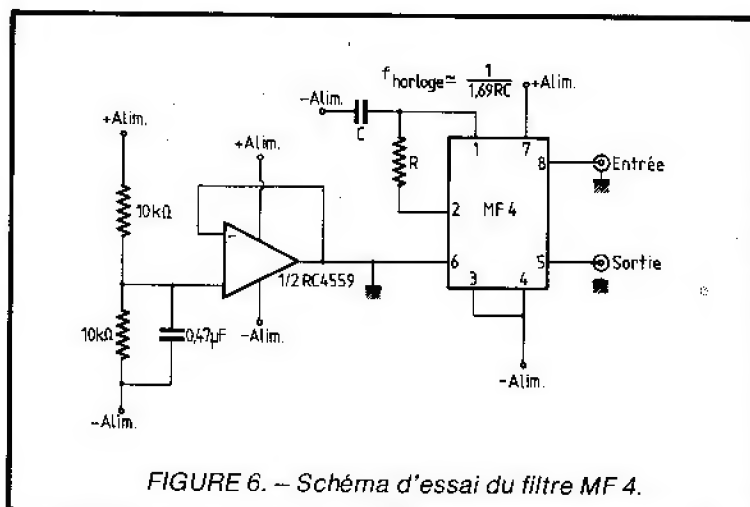 f horloge ≃ 1/1,69RC
+Alim.
-Alim.
C
+Alim.
R
1
7
8
Entrée
+Alim.
10kΩ
2
MF 4
-
1/2 RC4559
6
5
Sortie
3
4
10kΩ
0,47µF
-Alim.
-Alim.
-Alim.
FIGURE 6. – Schéma d'essai du filtre MF 4.